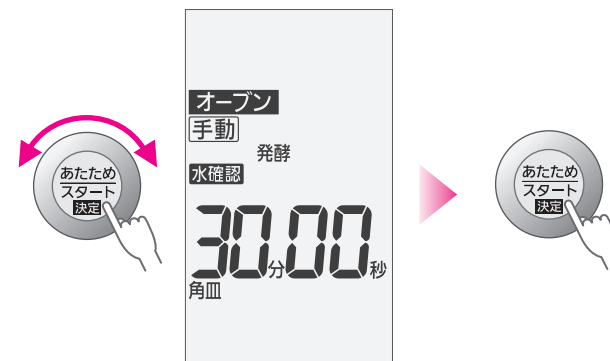 あたため
スタート
決定
オーブン
手動
発酵
水確認
30分00秒
角皿
あたため
スタート
決定